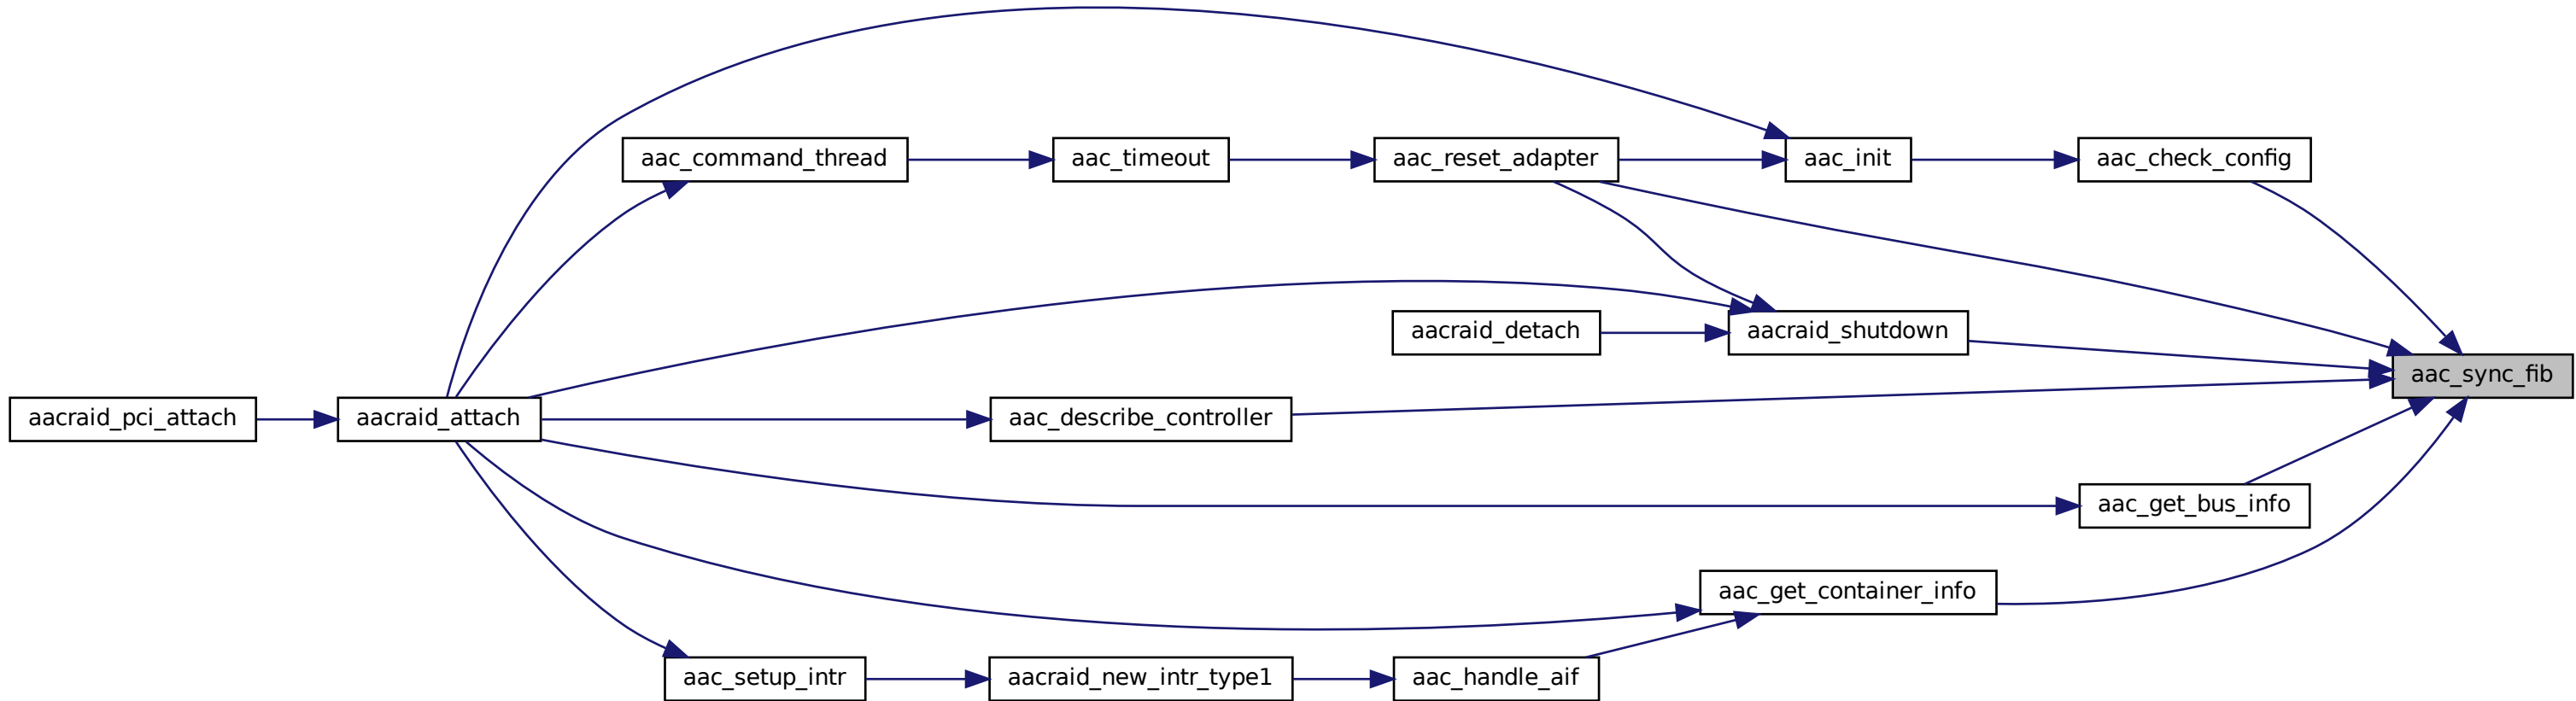 aac_command_thread
aac_timeout
aac_reset_adapter
aac_init
aac_check_config
aacraid_detach
aacraid_shutdown
aac_sync_fib
aacraid_pci_attach
aacraid_attach
aac_describe_controller
aac_get_bus_info
aac_get_container_info
aac_setup_intr
aacraid_new_intr_type1
aac_handle_aif